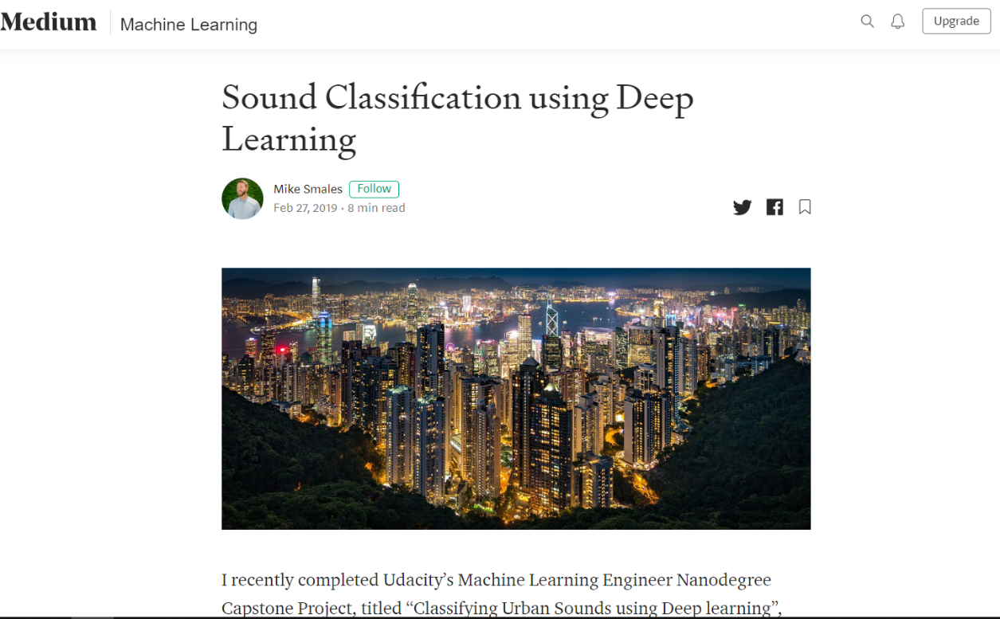 Medium
Machine Learning
Upgrade
Sound Classification using Deep
Learning
Mike Smales Follow
Feb 27, 2019 · 8 min read
I recently completed Udacity’s Machine Learning Engineer Nanodegree
Capstone Project, titled “Classifying Urban Sounds using Deep learning”,